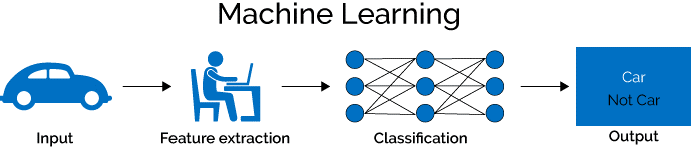 Machine Learning
Car
Not Car
Input
Feature extraction
Classification
Output